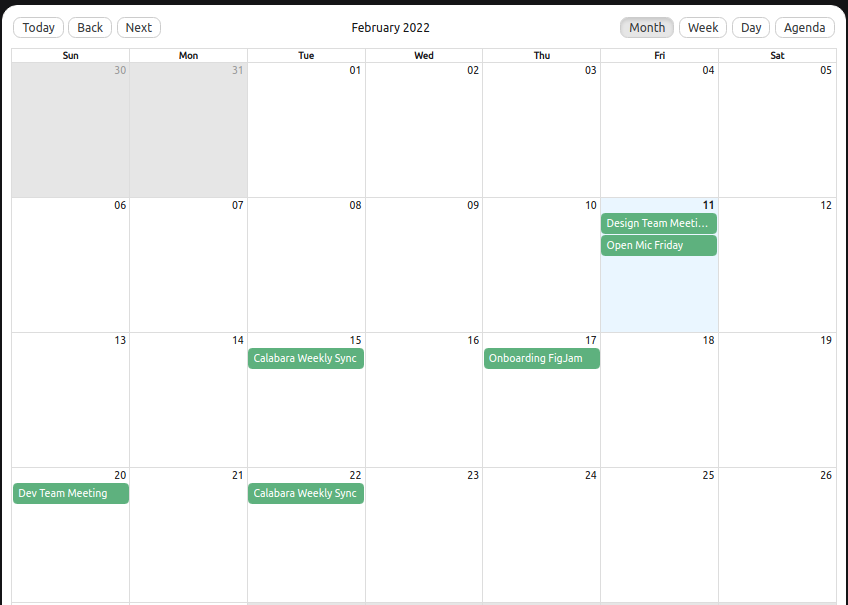 Today Back Next February 2022 Month Week Day Agenda
Sun Mon Tue Wed Thu Fri Sat
30 31 01 02 03 04 05
06 07 08 09 10 11 12
Design Team Meeti...
Open Mic Friday
13 14 15 16 17 18 19
Calabara Weekly Sync Onboarding FigJam
20 21 22 23 24 25 26
Dev Team Meeting Calabara Weekly Sync